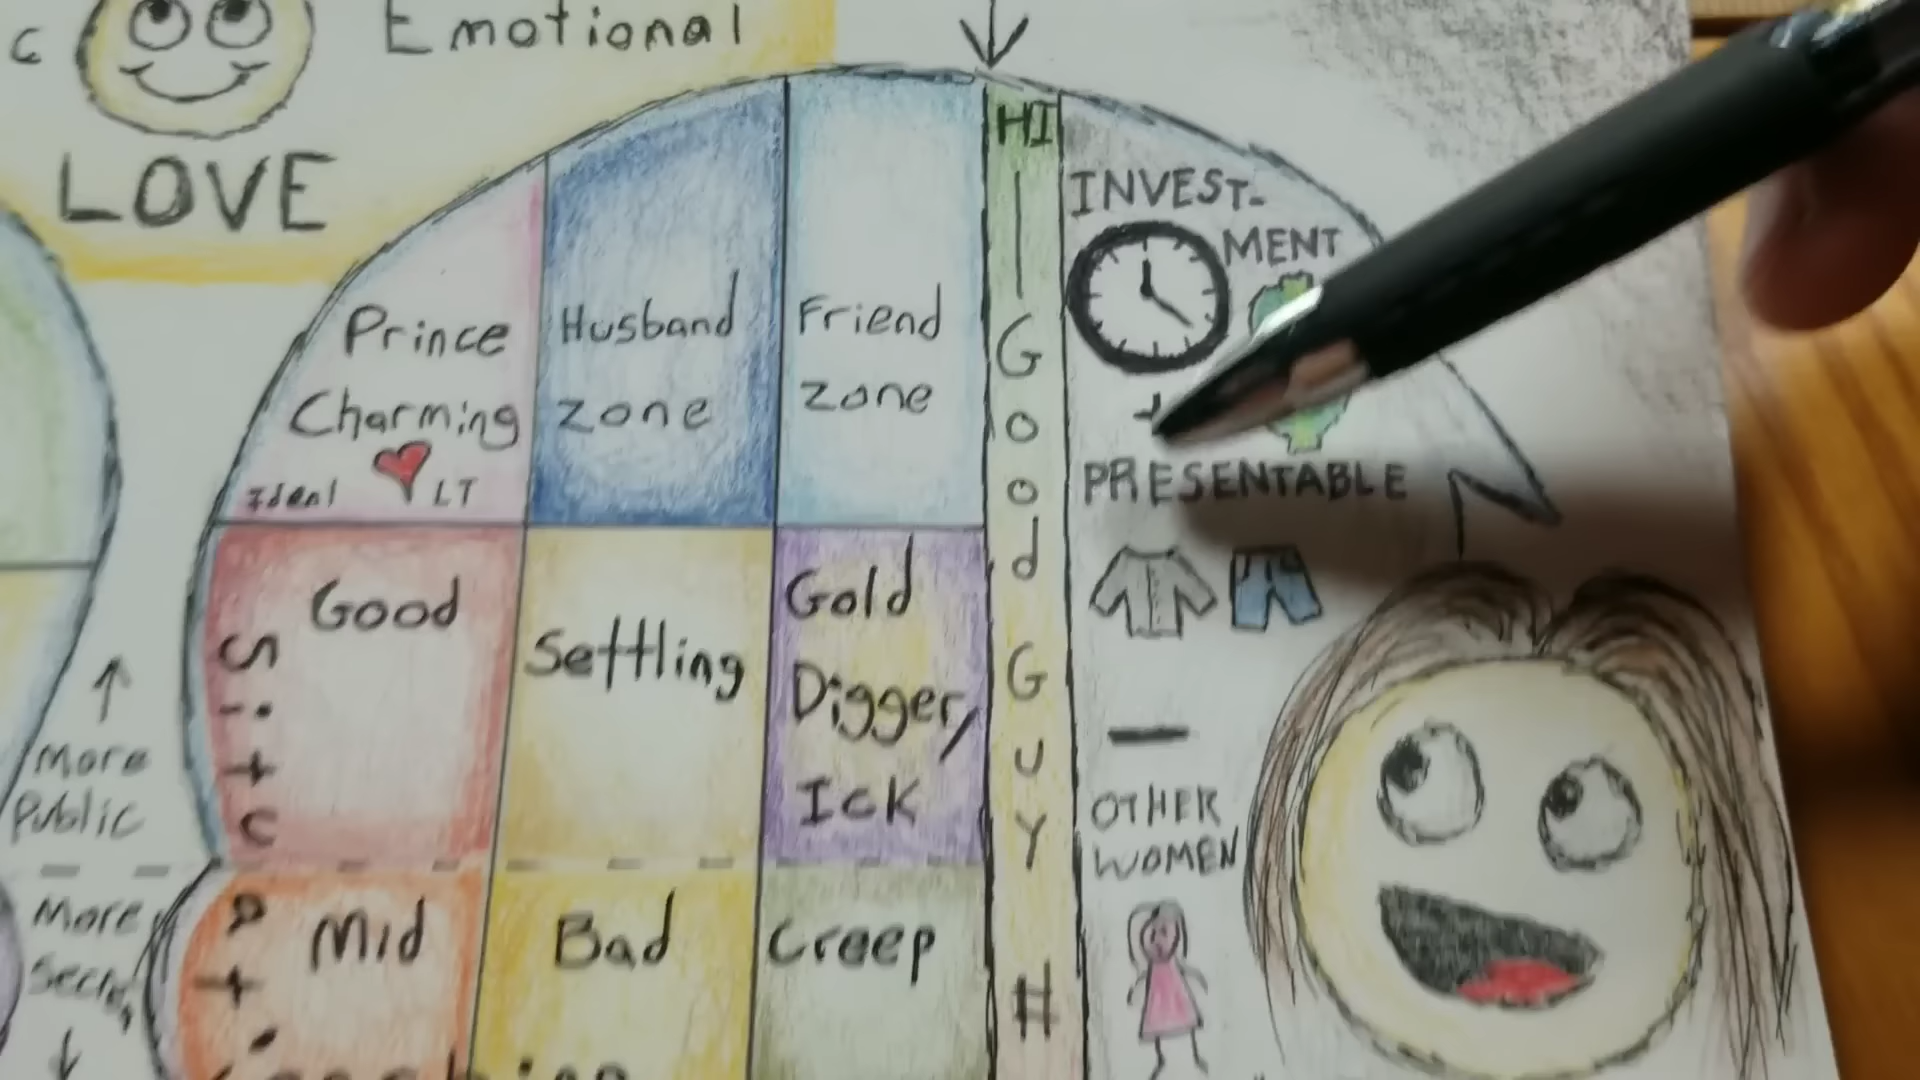 c
Emotional
LOVE
HI
Good Guy #
INVEST-
MENT
+
PRESENTABLE
—
OTHER
WOMEN
Prince
Charming
Ideal LT
Husband
zone
Friend
zone
Good
Settling
Gold
Digger,
Ick
More
Public
More
Mid
Bad
Creep